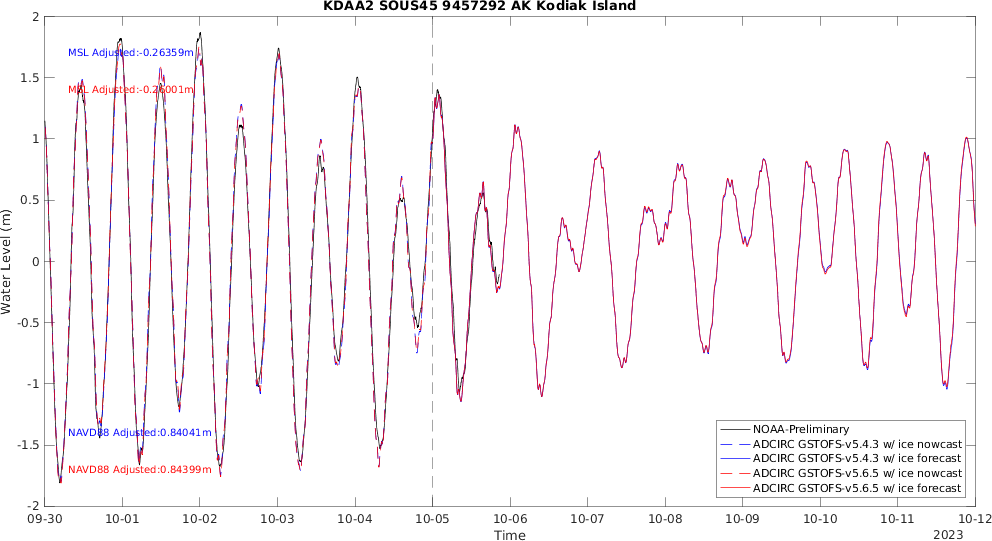 KDAA2 SOUS45 9457292 AK Kodiak Island
2
1.5
1
0.5
0
-0.5
-1
-1.5
-2
Water Level (m)
MSL Adjusted:-0.26359m
MSL Adjusted:-0.26001m
NAVD88 Adjusted:0.84041m
NAVD88 Adjusted:0.84399m
NOAA-Preliminary
ADCIRC GSTOFS-v5.4.3 w/ ice nowcast
ADCIRC GSTOFS-v5.4.3 w/ ice forecast
ADCIRC GSTOFS-v5.6.5 w/ ice nowcast
ADCIRC GSTOFS-v5.6.5 w/ ice forecast
09-30 10-01 10-02 10-03 10-04 10-05 10-06 10-07 10-08 10-09 10-10 10-11 10-12
Time
2023